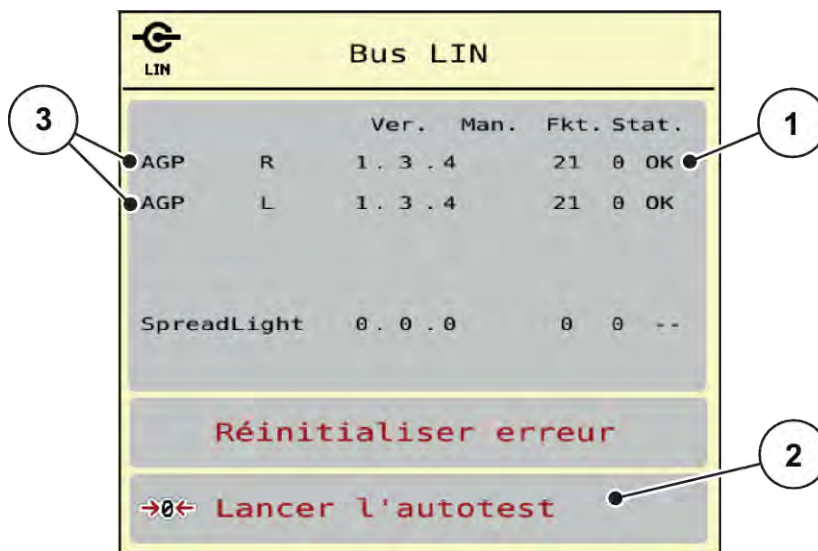 LIN
Bus LIN
Ver. Man. Fkt. Stat.
3
1
AGP R 1.3.4 21 0 OK
AGP L 1.3.4 21 0 OK
SpreadLight 0.0.0 0 0 --
Réinitialiser erreur
2
→0← Lancer l'autotest